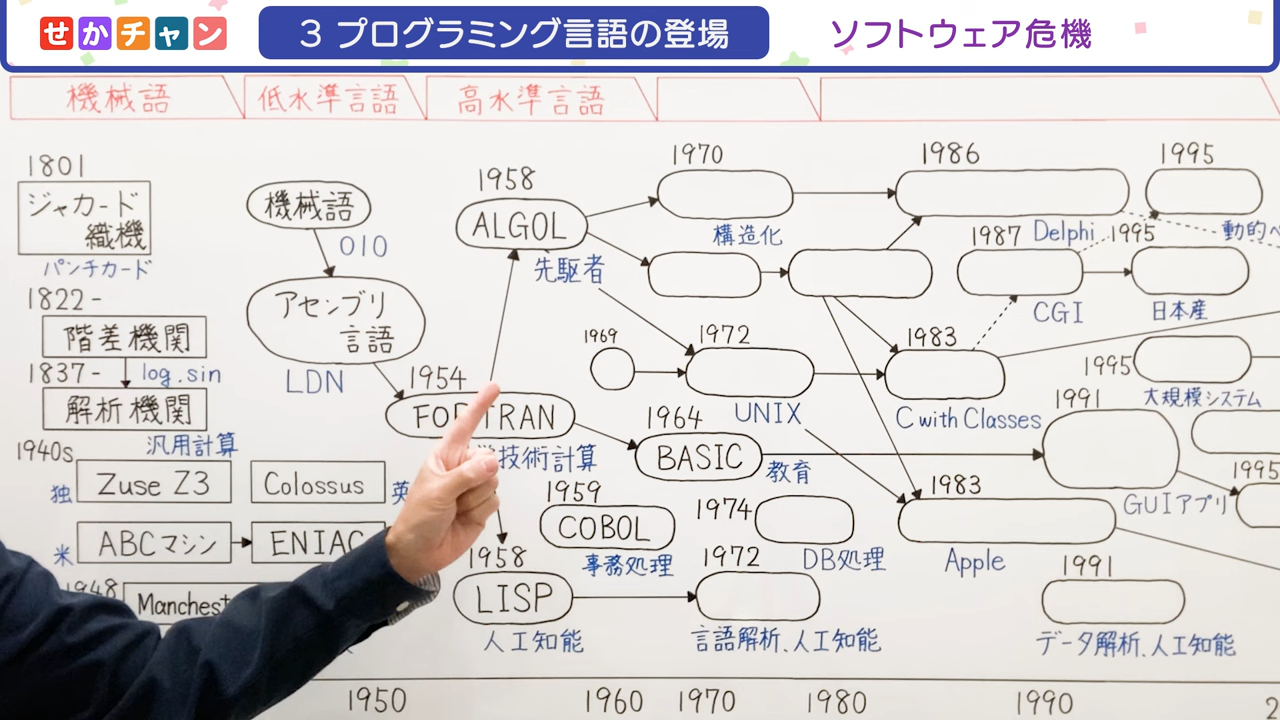 せかチャン
3 プログラミング言語の登場
ソフトウェア危機
機械語
低水準言語
高水準言語
1801
ジャカード
織機
パンチカード
1822 -
階差機関
1837 -
log.sin
解析機関
汎用計算
1940s
独
Zuse Z3
Colossus
英
米
ABCマシン
ENIAC
1948
Manchest
機械語
010
アセンブリ
言語
LDN
1954
FORTRAN
技術計算
1958
ALGOL
先駆者
1964
BASIC
教育
1959
COBOL
事務処理
1958
LISP
人工知能
1970
構造化
1969
1972
UNIX
1974
DB処理
1972
言語解析、人工知能
1986
Delphi
1983
C with Classes
1983
Apple
1987
CGI
1995
動的ペ
1995
日本産
1995
大規模システム
1991
GUIアプリ
1995
1991
データ解析、人工知能
1950
1960
1970
1980
1990
2